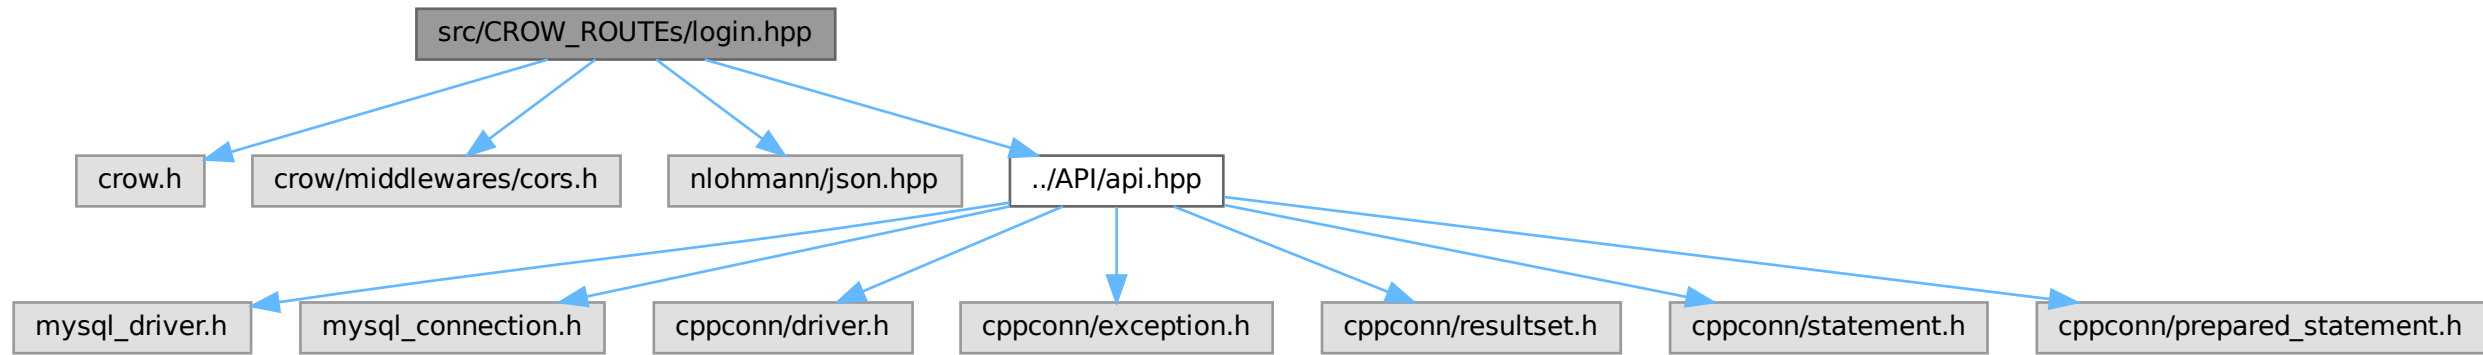 src/CROW_ROUTEs/login.hpp
crow.h
crow/middlewares/cors.h
nlohmann/json.hpp
../API/api.hpp
mysql_driver.h
mysql_connection.h
cppconn/driver.h
cppconn/exception.h
cppconn/resultset.h
cppconn/statement.h
cppconn/prepared_statement.h